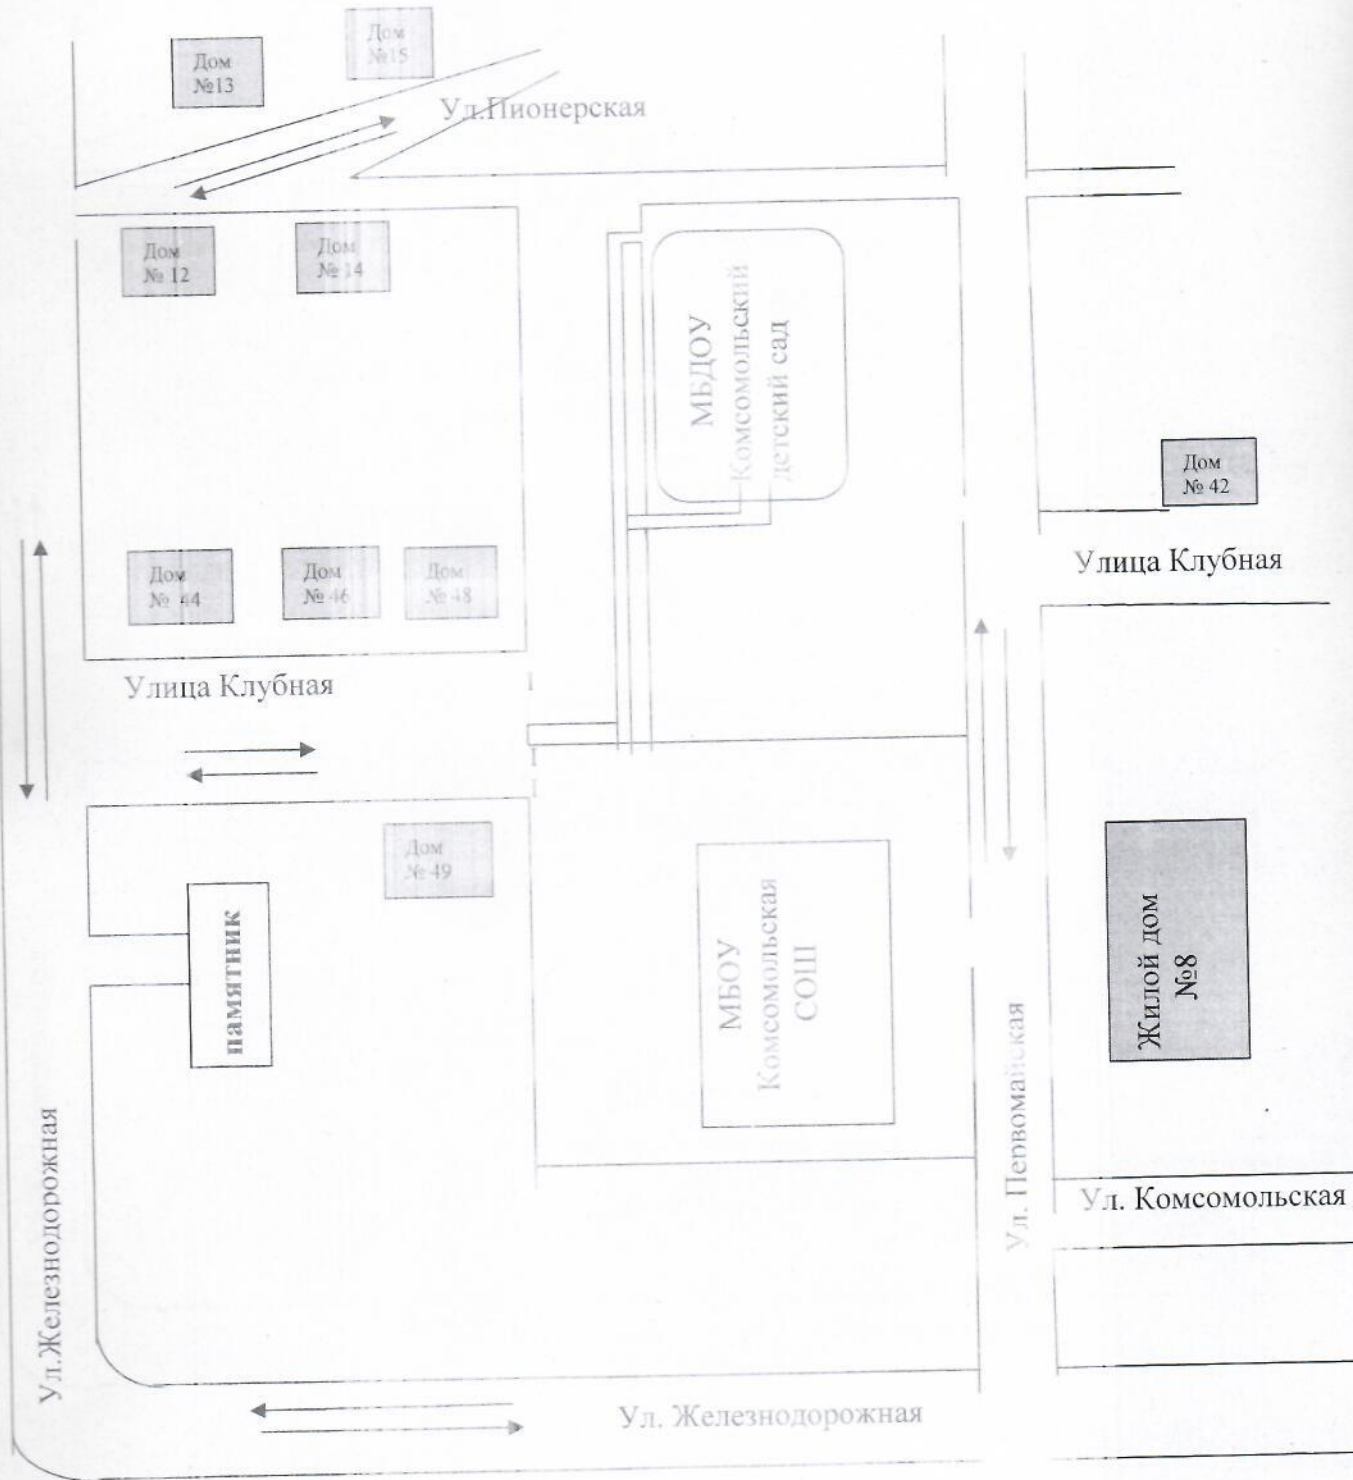 Дом
№15
Дом
№13
Ул.Пионерская
Дом
№ 12
Дом
№ 14
МБДОУ
Комсомольский
детский сад
Дом
№ 42
Улица Клубная
Дом
№ 44
Дом
№ 46
Дом
№ 48
Улица Клубная
Дом
№ 49
памятник
МБОУ
Комсомольская
СОШ
Жилой дом
№8
Ул. Первомайская
Ул. Комсомольская
Ул.Железнодорожная
Ул. Железнодорожная